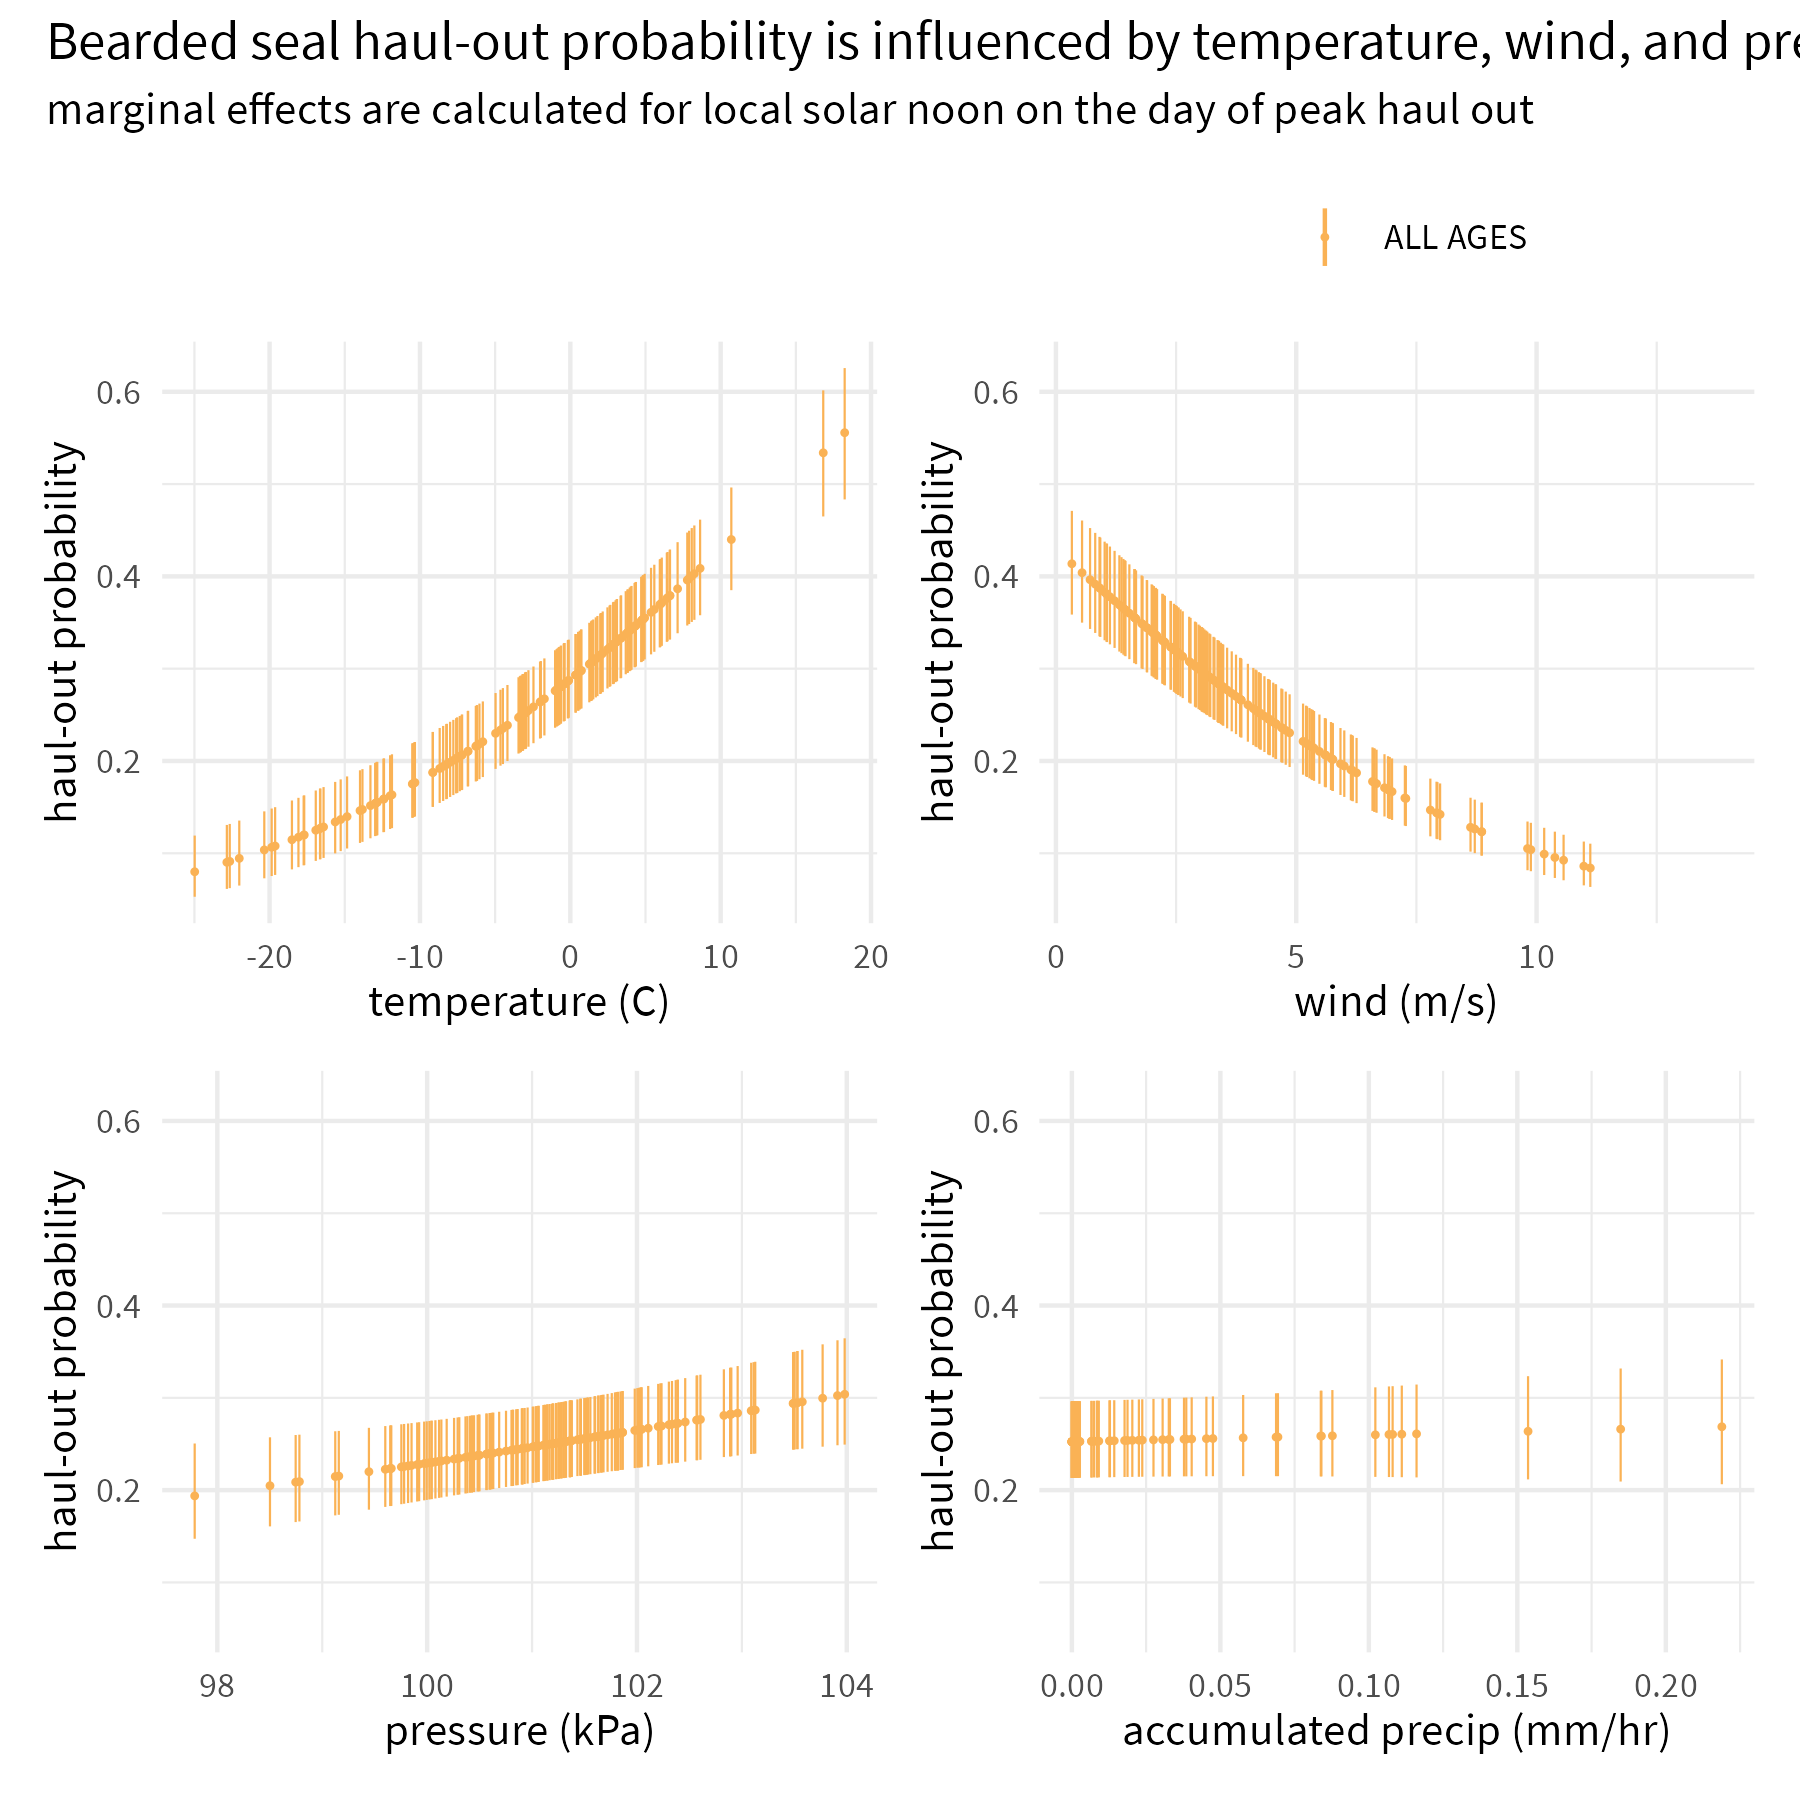 Bearded seal haul-out probability is influenced by temperature, wind, and
marginal effects are calculated for local solar noon on the day of peak haul out
ALL AGES
haul-out probability
0.6
0.4
0.2
-20 -10 0 10 20
temperature (C)
haul-out probability
0.6
0.4
0.2
0 5 10
wind (m/s)
haul-out probability
0.6
0.4
0.2
98 100 102 104
pressure (kPa)
haul-out probability
0.6
0.4
0.2
0.00 0.05 0.10 0.15 0.20
accumulated precip (mm/hr)